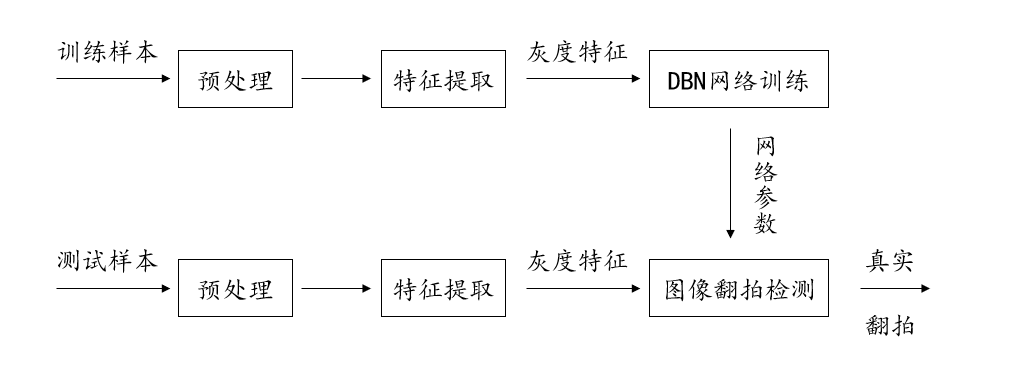 训练样本
预处理
特征提取
灰度特征
DBN网络训练
网络参数
测试样本
预处理
特征提取
灰度特征
图像翻拍检测
真实
翻拍